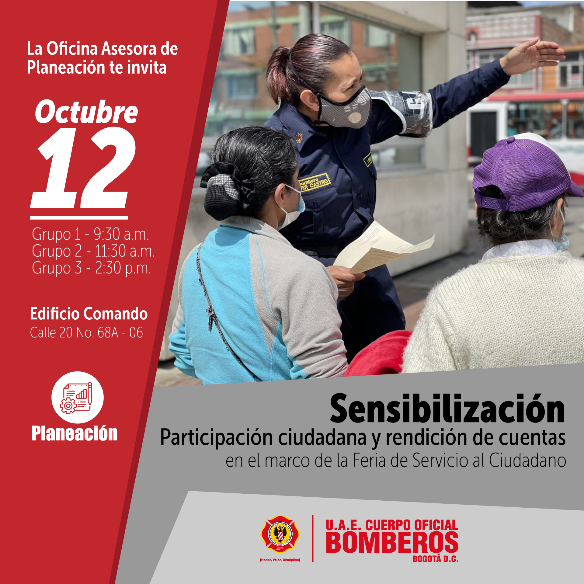 La Oficina Asesora de
Planeación te invita
Octubre
12
Grupo 1 - 9:30 a.m.
Grupo 2 - 11:30 a.m.
Grupo 3 - 2:30 p.m.
Edificio Comando
Calle 20 No. 68A - 06
Planeación
Sensibilización
Participación ciudadana y rendición de cuentas
en el marco de la Feria de Servicio al Ciudadano
U.A.E. CUERPO OFICIAL
BOMBEROS
BOGOTÁ D.C.